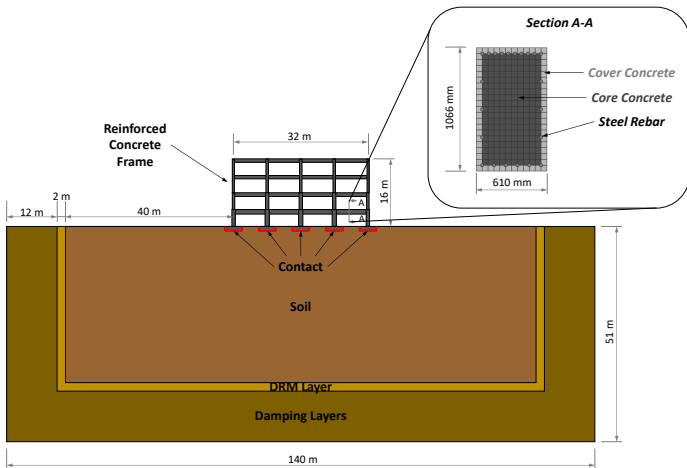 Section A-A
Cover Concrete
Core Concrete
Steel Rebar
1066 mm
610 mm
Reinforced
Concrete
Frame
32 m
16 m
A
A
2 m
12 m
40 m
Contact
Soil
51 m
DRM Layer
Damping Layers
140 m